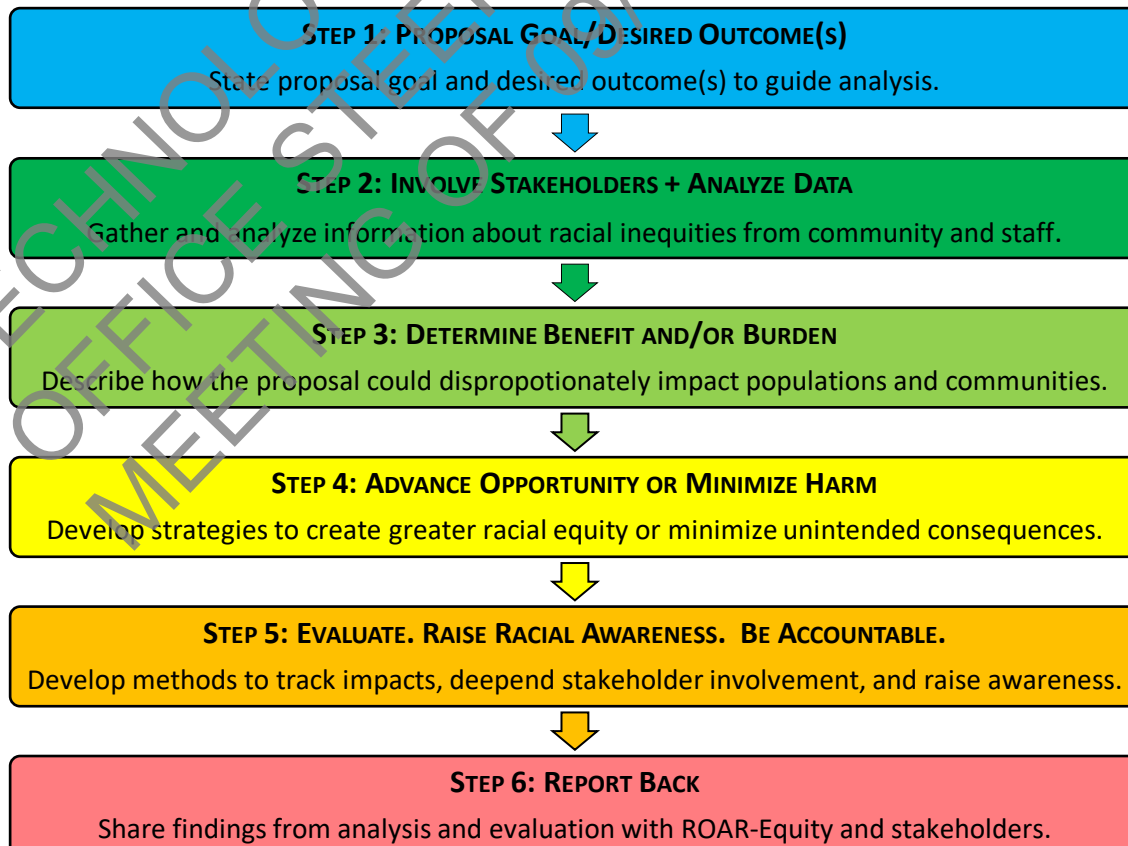 STEP 1: PROPOSAL GOAL/DESIRED OUTCOME(S)
State proposal goal and desired outcome(s) to guide analysis.
STEP 2: INVOLVE STAKEHOLDERS + ANALYZE DATA
Gather and analyze information about racial inequities from community and staff.
STEP 3: DETERMINE BENEFIT AND/OR BURDEN
Describe how the proposal could dispropotionately impact populations and communities.
STEP 4: ADVANCE OPPORTUNITY OR MINIMIZE HARM
Develop strategies to create greater racial equity or minimize unintended consequences.
STEP 5: EVALUATE. RAISE RACIAL AWARENESS. BE ACCOUNTABLE.
Develop methods to track impacts, deepend stakeholder involvement, and raise awareness.
STEP 6: REPORT BACK
Share findings from analysis and evaluation with ROAR-Equity and stakeholders.
OFFICE
MEETING OF